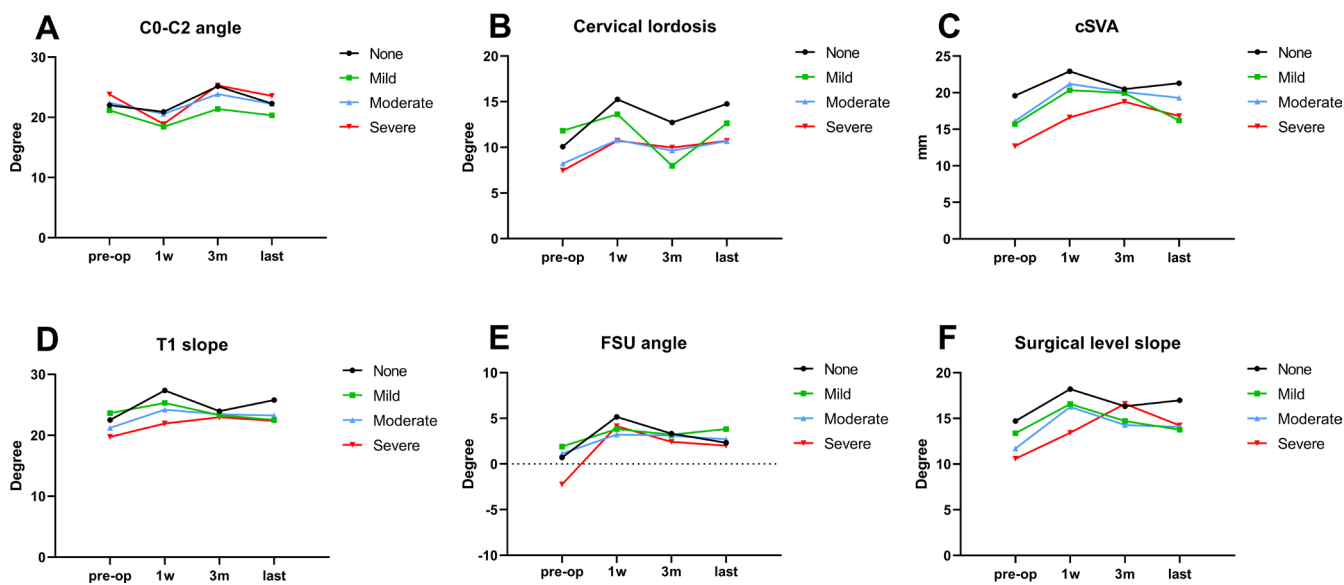 A
C0-C2 angle
Degree
30
20
10
0
pre-op 1w 3m last
None
Mild
Moderate
Severe
B
Cervical lordosis
Degree
20
15
10
5
0
pre-op 1w 3m last
None
Mild
Moderate
Severe
C
cSVA
mm
25
20
15
10
5
0
pre-op 1w 3m last
None
Mild
Moderate
Severe
D
T1 slope
Degree
30
20
10
0
pre-op 1w 3m last
None
Mild
Moderate
Severe
E
FSU angle
Degree
10
5
0
-5
-10
pre-op 1w 3m last
None
Mild
Moderate
Severe
F
Surgical level slope
Degree
20
15
10
5
0
pre-op 1w 3m last
None
Mild
Moderate
Severe